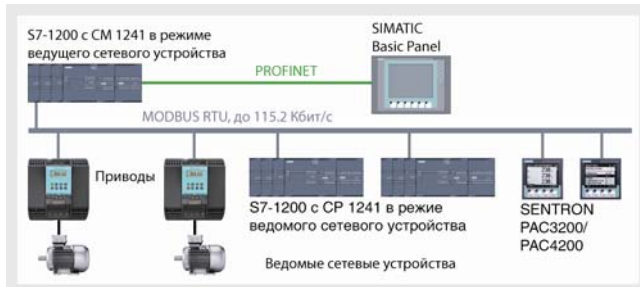 S7-1200 с CM 1241 в режиме
ведущего сетевого устройства
SIMATIC
Basic Panel
PROFINET
MODBUS RTU, до 115.2 Кбит/с
Приводы
S7-1200 с CP 1241 в режие
ведомого сетевого устройства
SENTRON
PAC3200/
PAC4200
Ведомые сетевые устройства